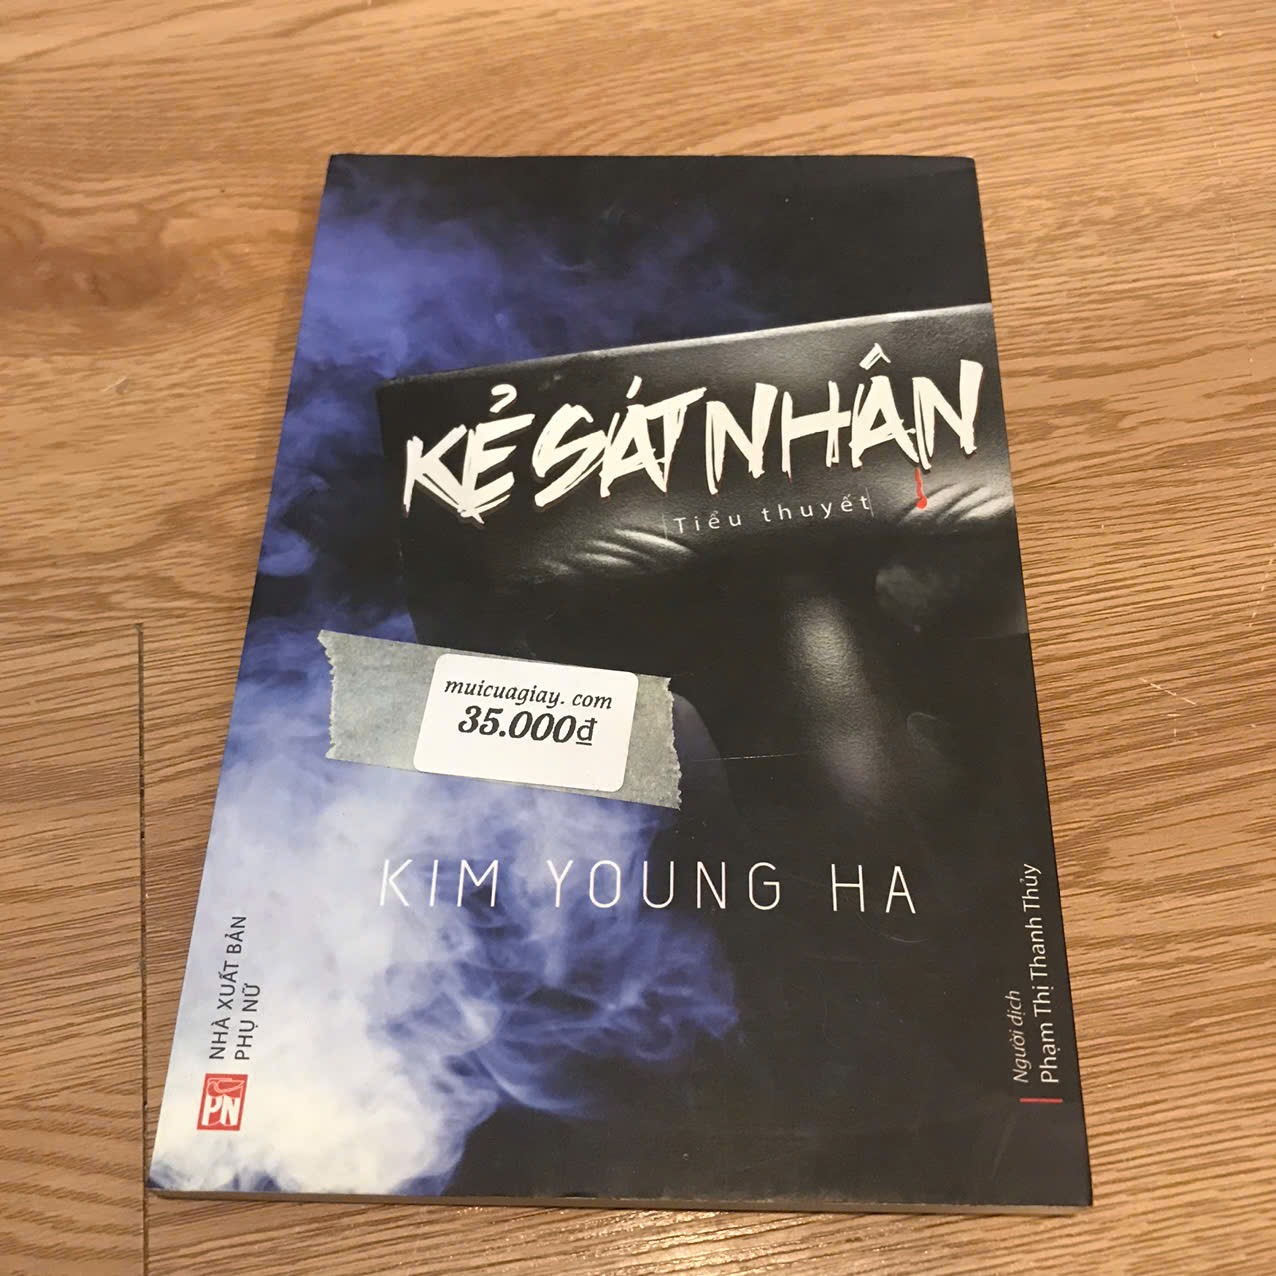 KẺ SÁT NHÂN
Tiểu thuyết
muicuagiay. com
35.000₫
KIM YOUNG HA
NHÀ XUẤT BẢN
PHỤ NỮ
PN
Người dịch
Phạm Thị Thanh Thủy